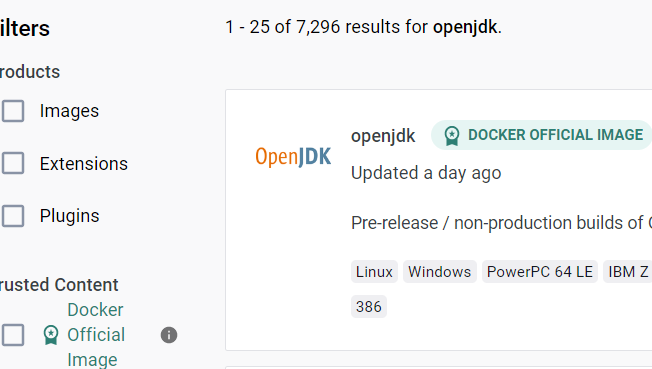 ilters
1 - 25 of 7,296 results for openjdk.
roducts
Images
Extensions
Plugins
rusted Content
Docker
Official
Image
OpenJDK
openjdk DOCKER OFFICIAL IMAGE
Updated a day ago
Pre-release / non-production builds of
Linux Windows PowerPC 64 LE IBM Z
386